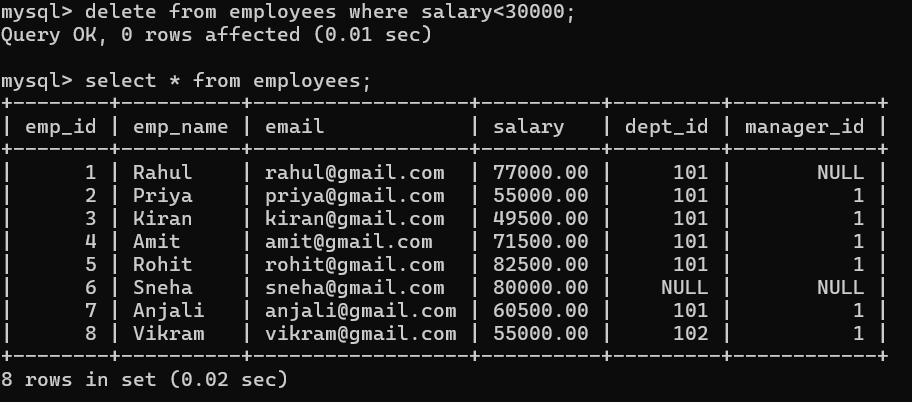 mysql> delete from employees where salary<30000;
Query OK, 0 rows affected (0.01 sec)

mysql> select * from employees;
+--------+----------+------------------+----------+---------+------------+
| emp_id | emp_name | email            | salary   | dept_id | manager_id |
+--------+----------+------------------+----------+---------+------------+
|      1 | Rahul    | rahul@gmail.com  | 77000.00 |     101 |       NULL |
|      2 | Priya    | priya@gmail.com  | 55000.00 |     101 |          1 |
|      3 | Kiran    | kiran@gmail.com  | 49500.00 |     101 |          1 |
|      4 | Amit     | amit@gmail.com   | 71500.00 |     101 |          1 |
|      5 | Rohit    | rohit@gmail.com  | 82500.00 |     101 |          1 |
|      6 | Sneha    | sneha@gmail.com  | 80000.00 |    NULL |       NULL |
|      7 | Anjali   | anjali@gmail.com | 60500.00 |     101 |          1 |
|      8 | Vikram   | vikram@gmail.com | 55000.00 |     102 |          1 |
+--------+----------+------------------+----------+---------+------------+
8 rows in set (0.02 sec)